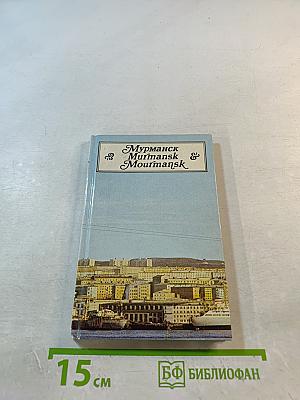 Мурманск
Murmansk
Mourmansk
15 см
БФ БИБЛИОФАН